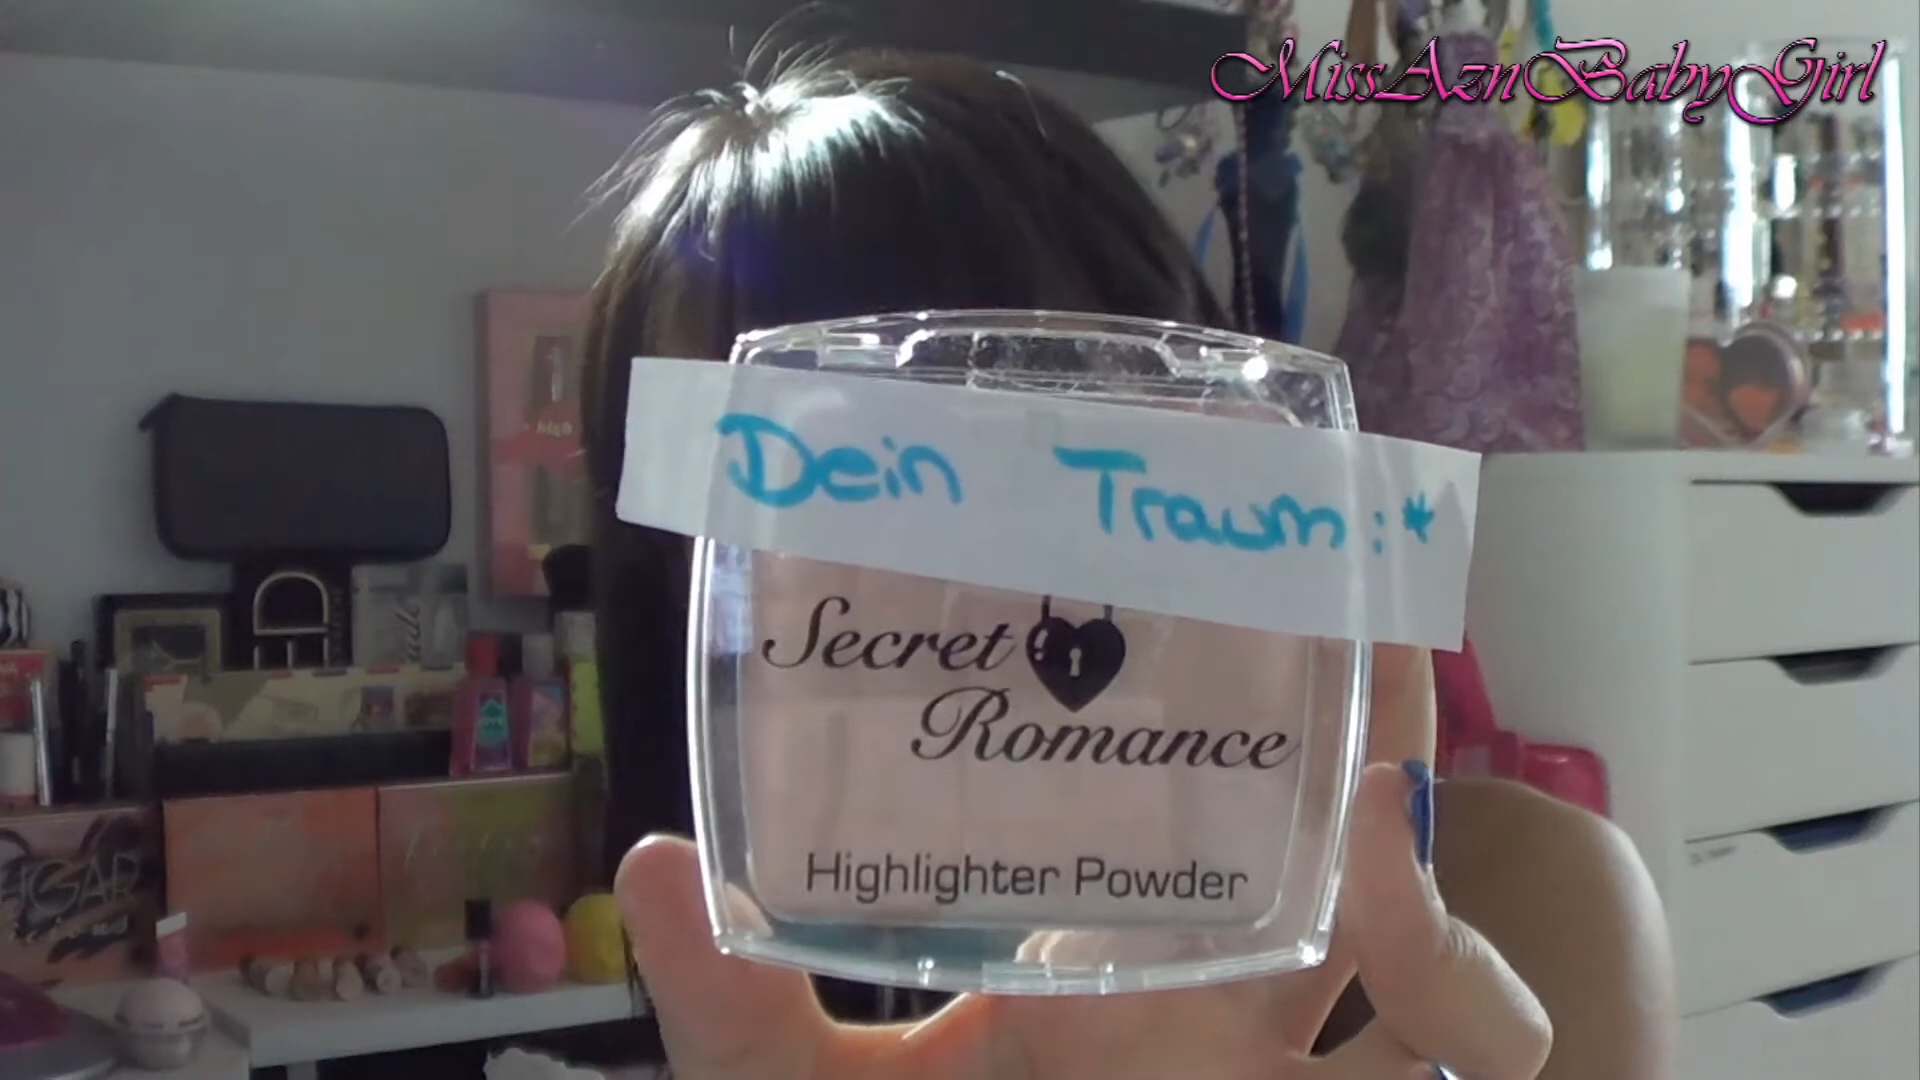 MissAznBabyGirl
Dein Traum :*
Secret
Romance
Highlighter Powder